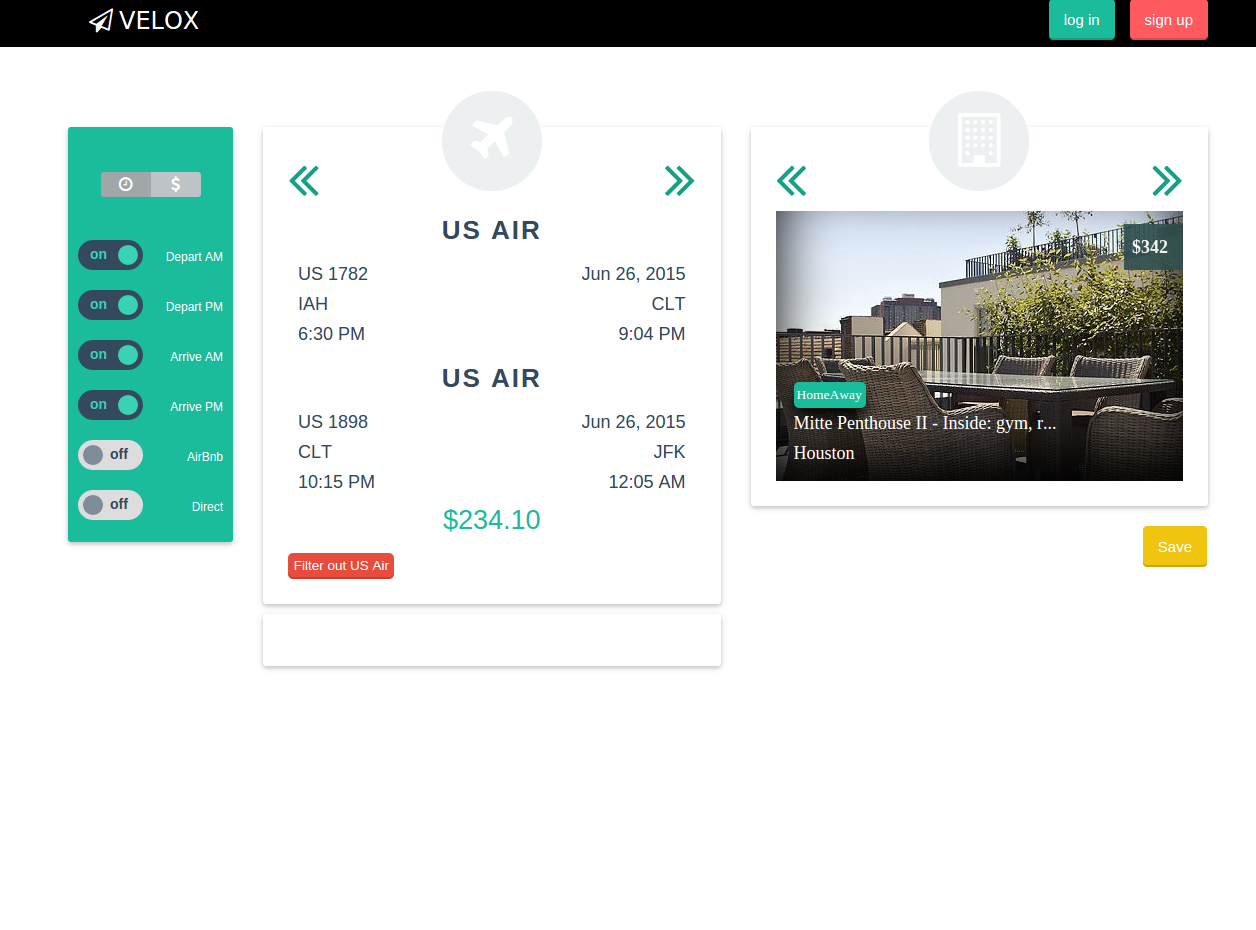 VELOX
log in
sign up
$
on Depart AM
on Depart PM
on Arrive AM
on Arrive PM
off AirBnb
off Direct
US AIR
US 1782 Jun 26, 2015
IAH CLT
6:30 PM 9:04 PM
US AIR
US 1898 Jun 26, 2015
CLT JFK
10:15 PM 12:05 AM
$234.10
Filter out US Air
$342
HomeAway
Mitte Penthouse II - Inside: gym, r...
Houston
Save